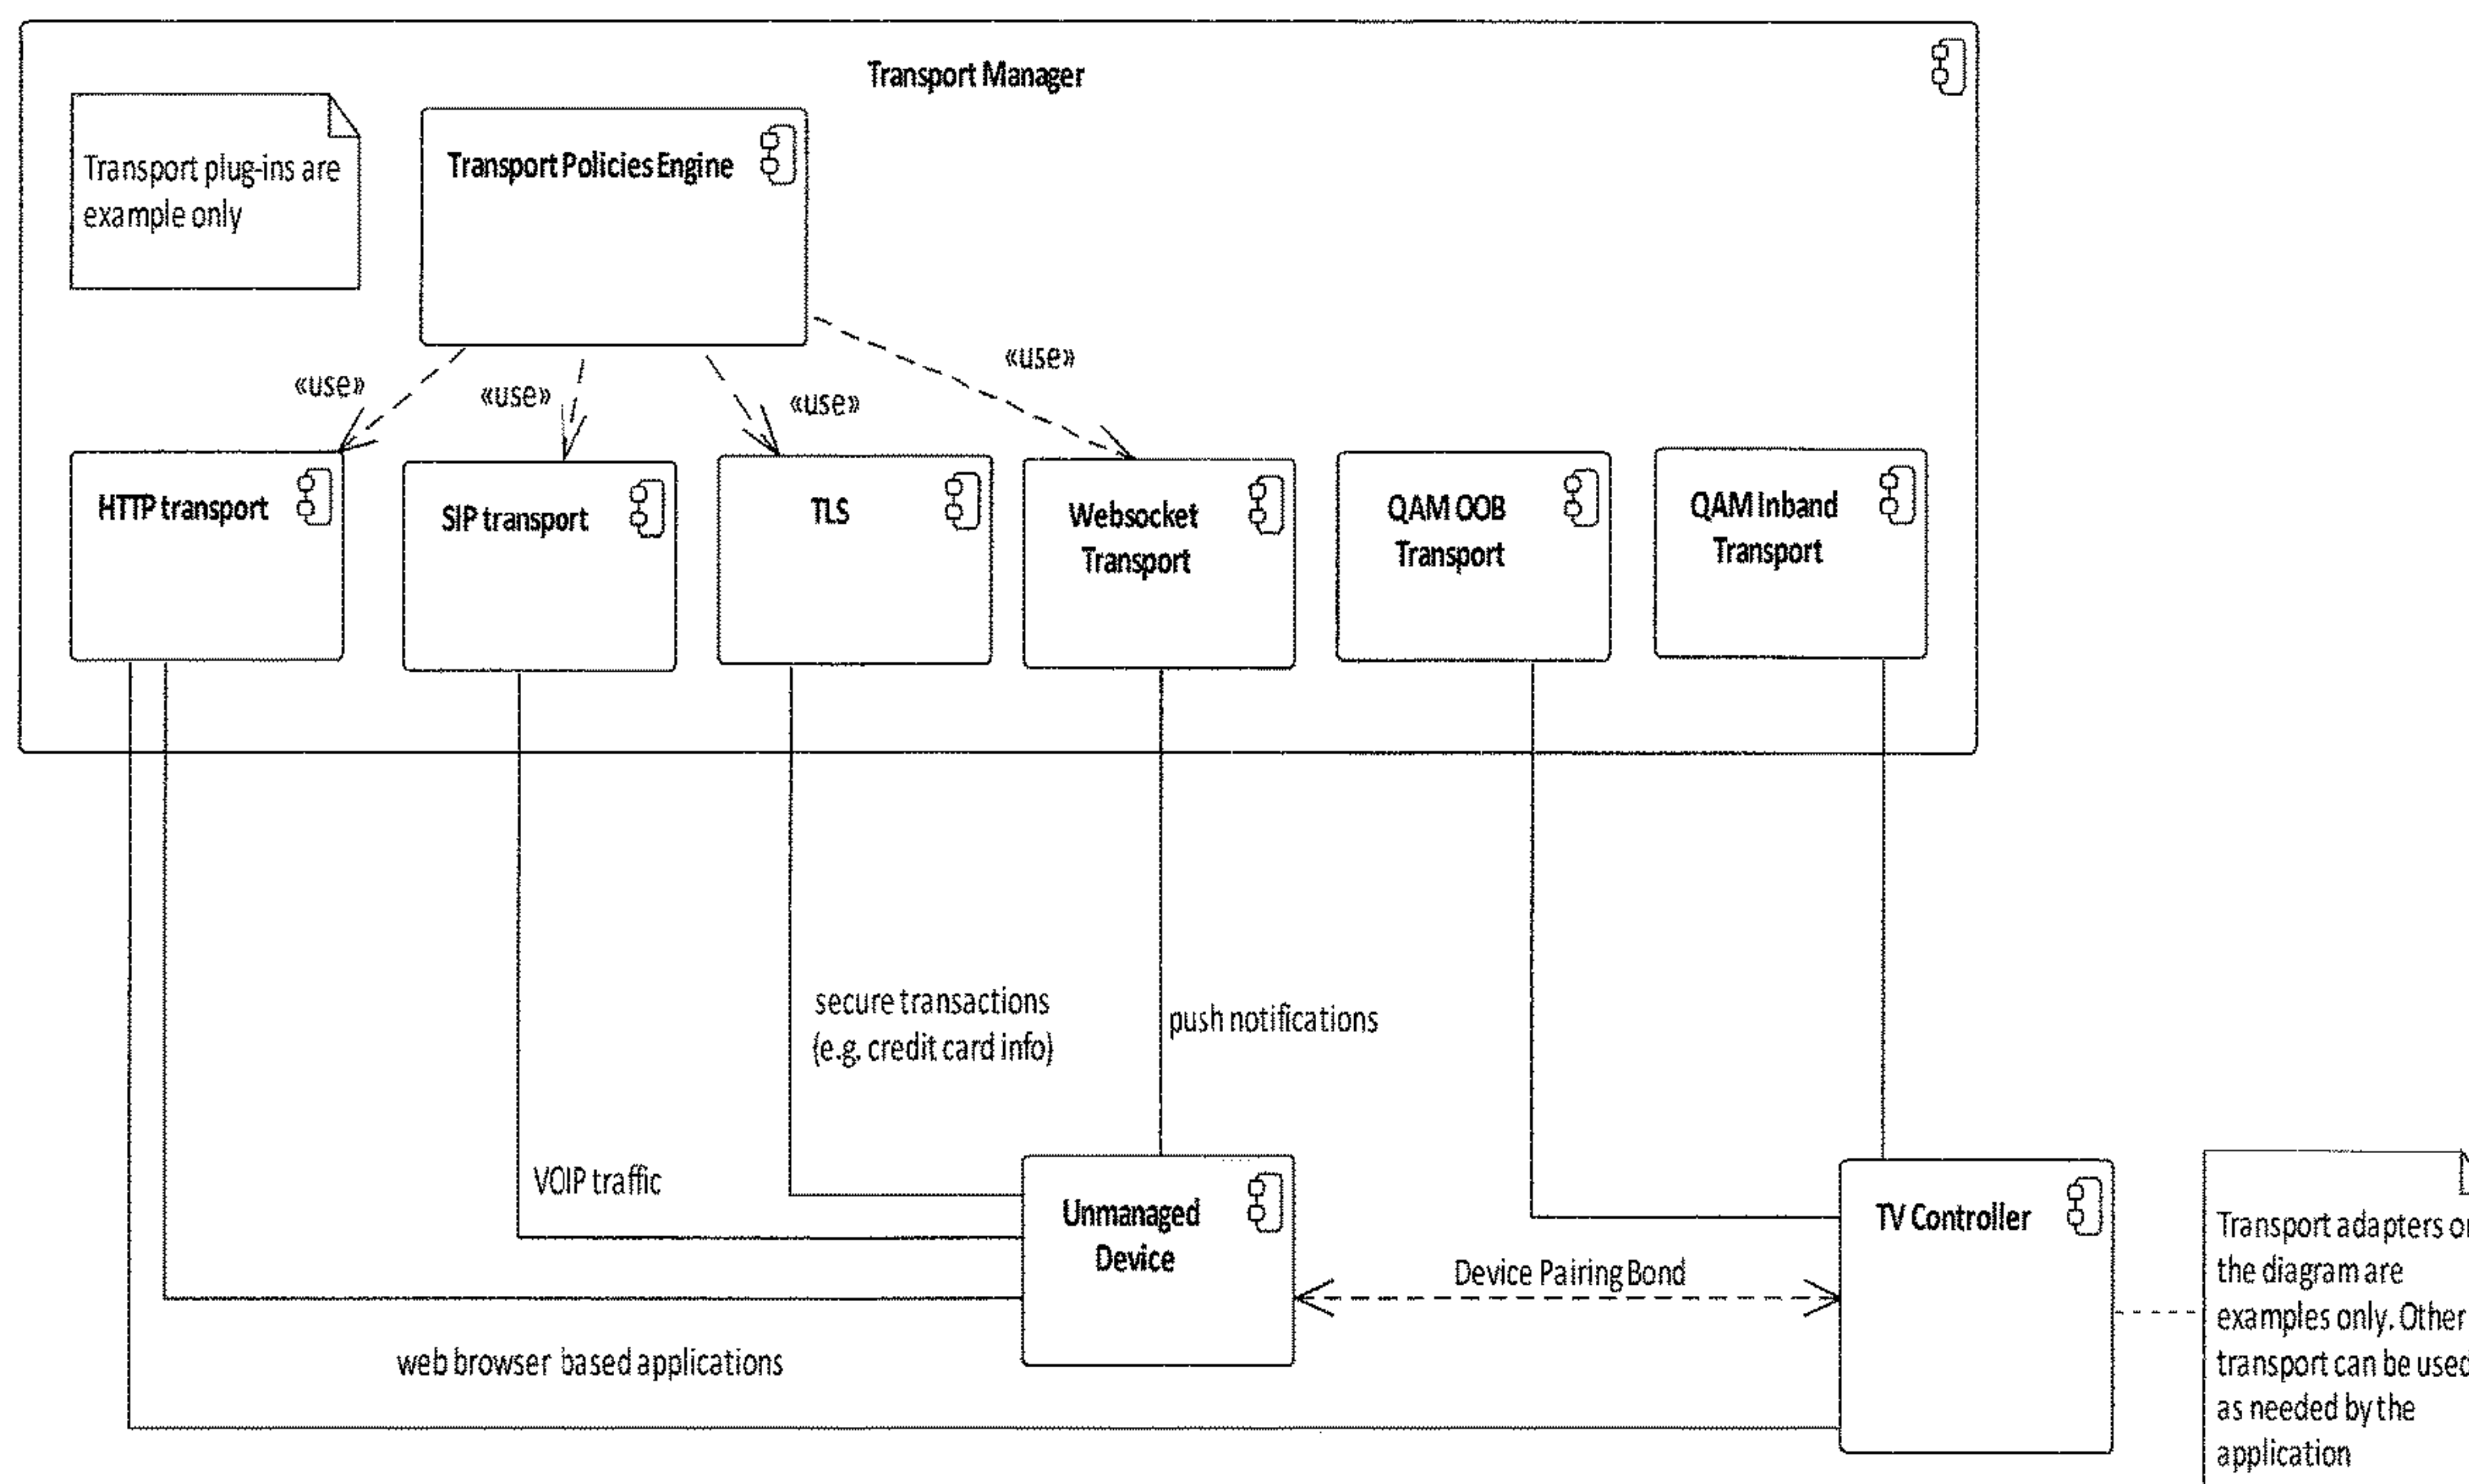 Transport Manager
Transport plug-ins are
example only
Transport Policies Engine
«use»
«use»
«use»
«use»
HTTP transport
SIP transport
TLS
Websocket
Transport
QAM OOB
Transport
QAM Inband
Transport
secure transactions
(e.g. credit card info)
push notifications
VOIP traffic
Unmanaged
Device
Device Pairing Bond
TV Controller
web browser based applications
Transport adapters
the diagram are
examples only. Other
transport can be used
as needed by the
application